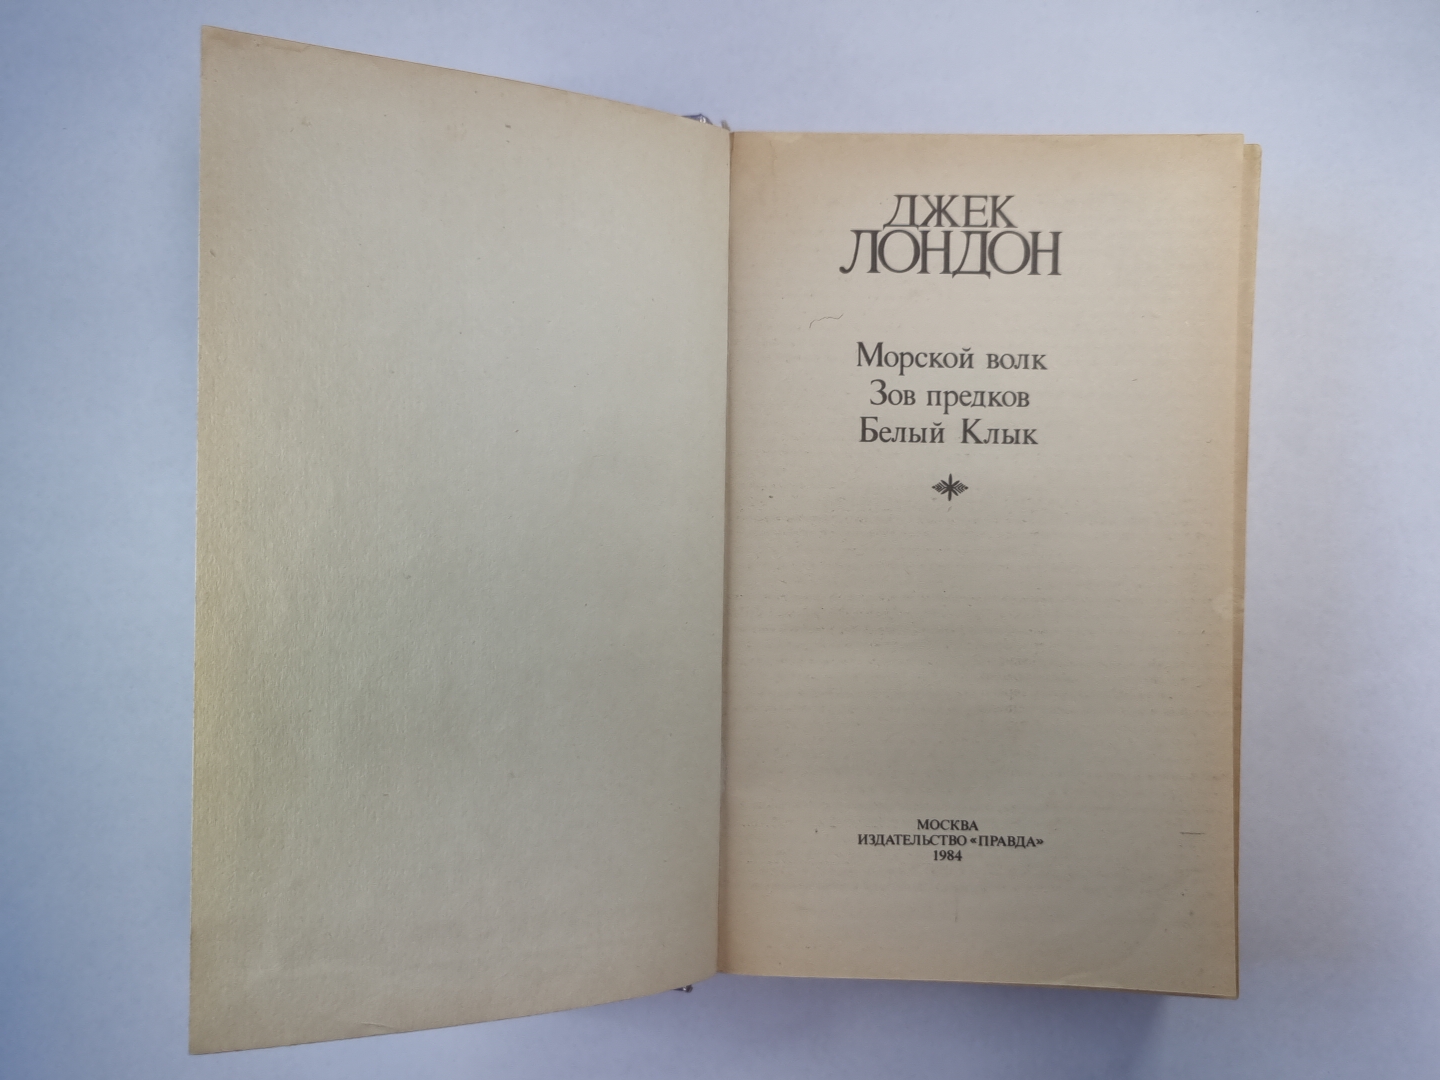 ДЖЕК
ЛОНДОН
Морской волк
Зов предков
Белый Клык
МОСКВА
ИЗДАТЕЛЬСТВО «ПРАВДА»
1984